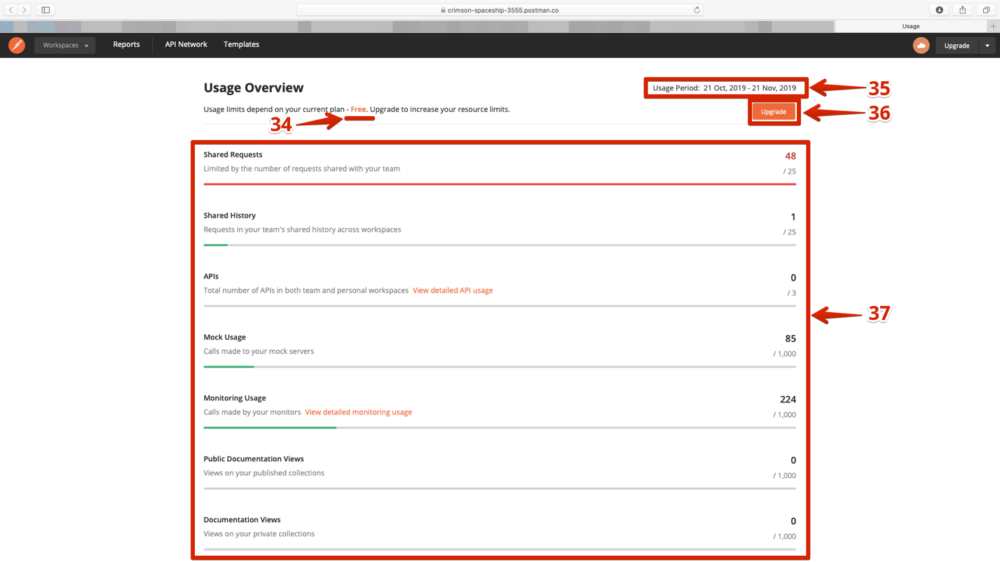 crimson-spaceship-3555.postman.co
Usage
Workspaces
Reports
API Network
Templates
Upgrade
Usage Overview
Usage Period: 21 Oct, 2019 - 21 Nov, 2019
35
Usage limits depend on your current plan - Free. Upgrade to increase your resource limits.
Upgrade
36
34
Shared Requests
48
Limited by the number of requests shared with your team
/ 25
Shared History
1
Requests in your team's shared history across workspaces
/ 25
APIs
0
Total number of APIs in both team and personal workspaces View detailed API usage
/ 3
37
Mock Usage
85
Calls made to your mock servers
/ 1,000
Monitoring Usage
224
Calls made by your monitors View detailed monitoring usage
/ 1,000
Public Documentation Views
0
Views on your published collections
/ 1,000
Documentation Views
0
Views on your private collections
/ 1,000